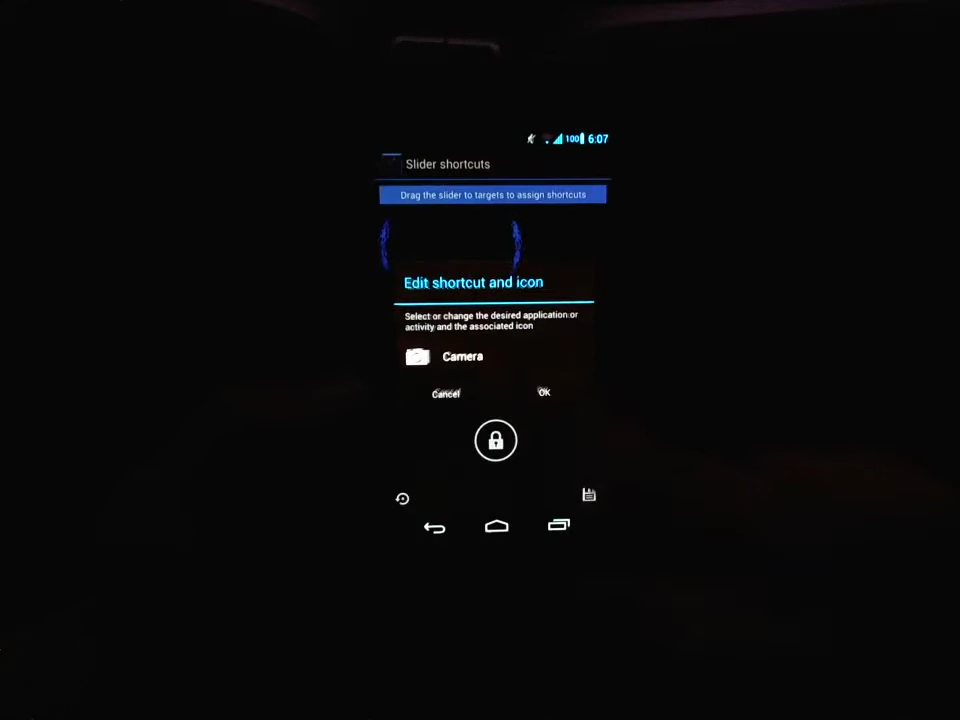 100 6:07
Slider shortcuts
Drag the slider to targets to assign shortcuts
Edit shortcut and icon
Select or change the desired application or
activity and the associated icon
Camera
Cancel OK